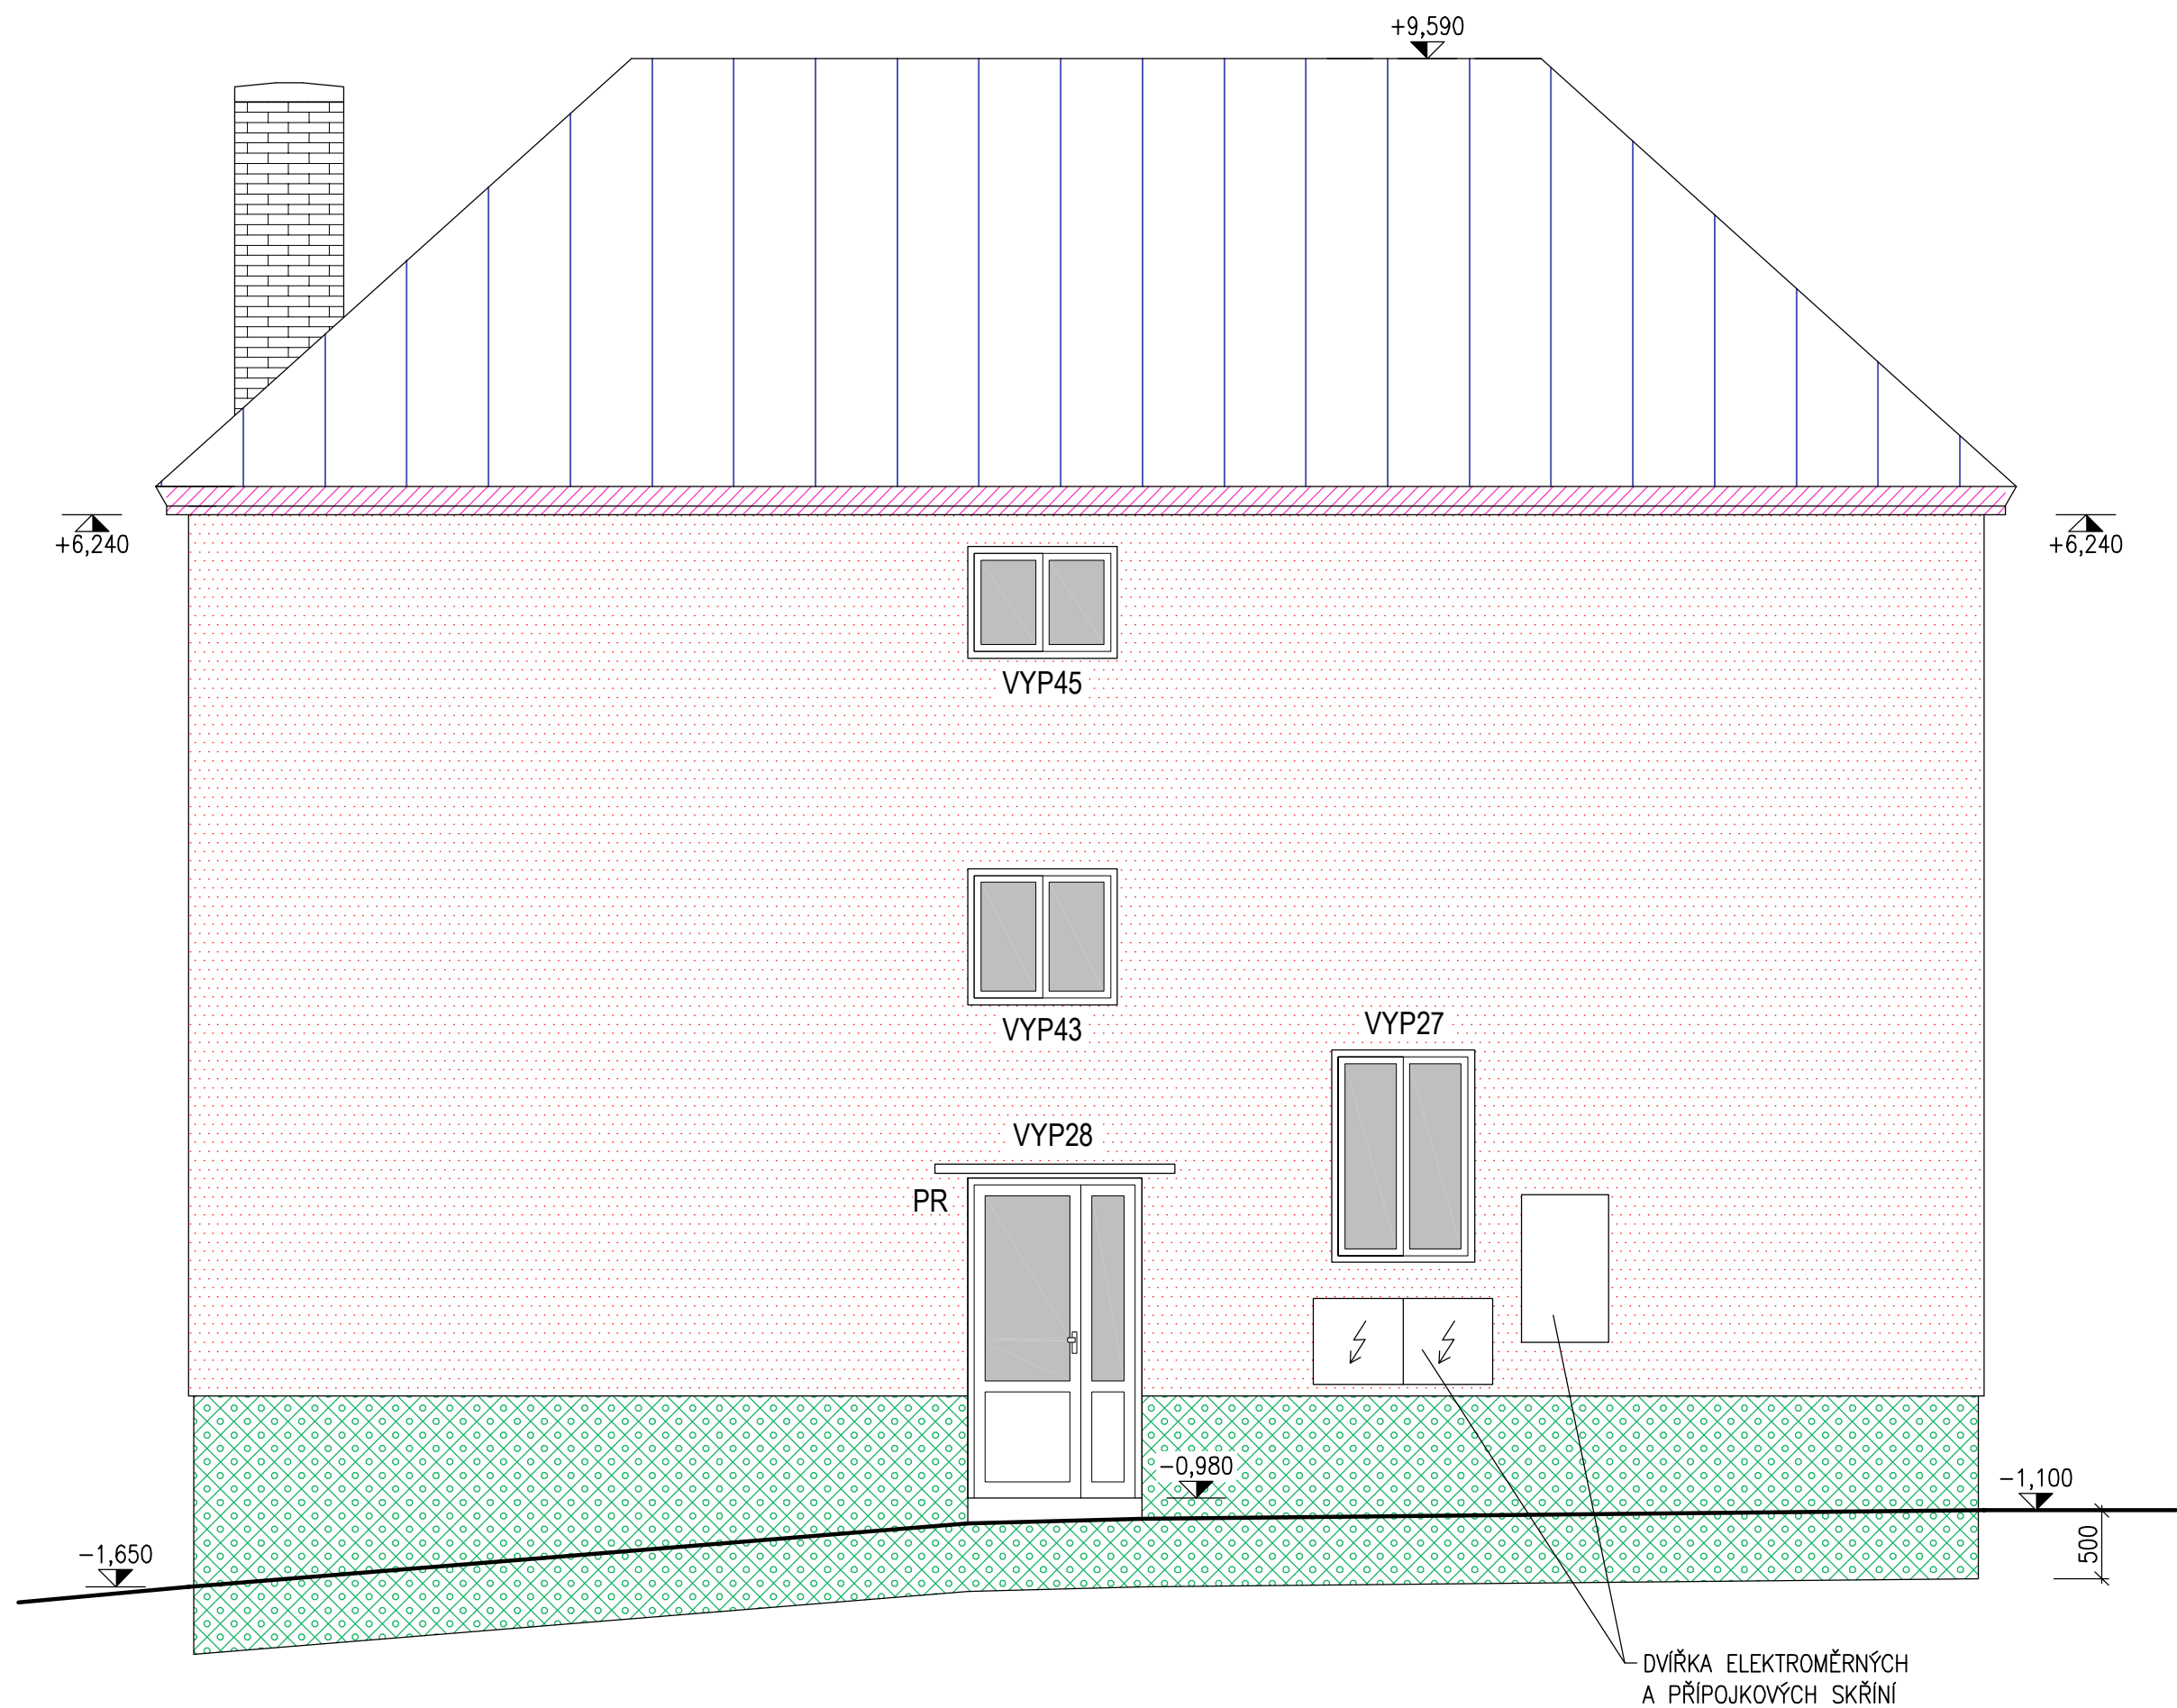 +9,590
+6,240
+6,240
VYP45
VYP43
VYP27
VYP28
PR
-0,980
-1,100
500
-1,650
DVÍŘKA ELEKTROMĚRNÝCH
A PŘÍPOJKOVÝCH SKŘÍNÍ